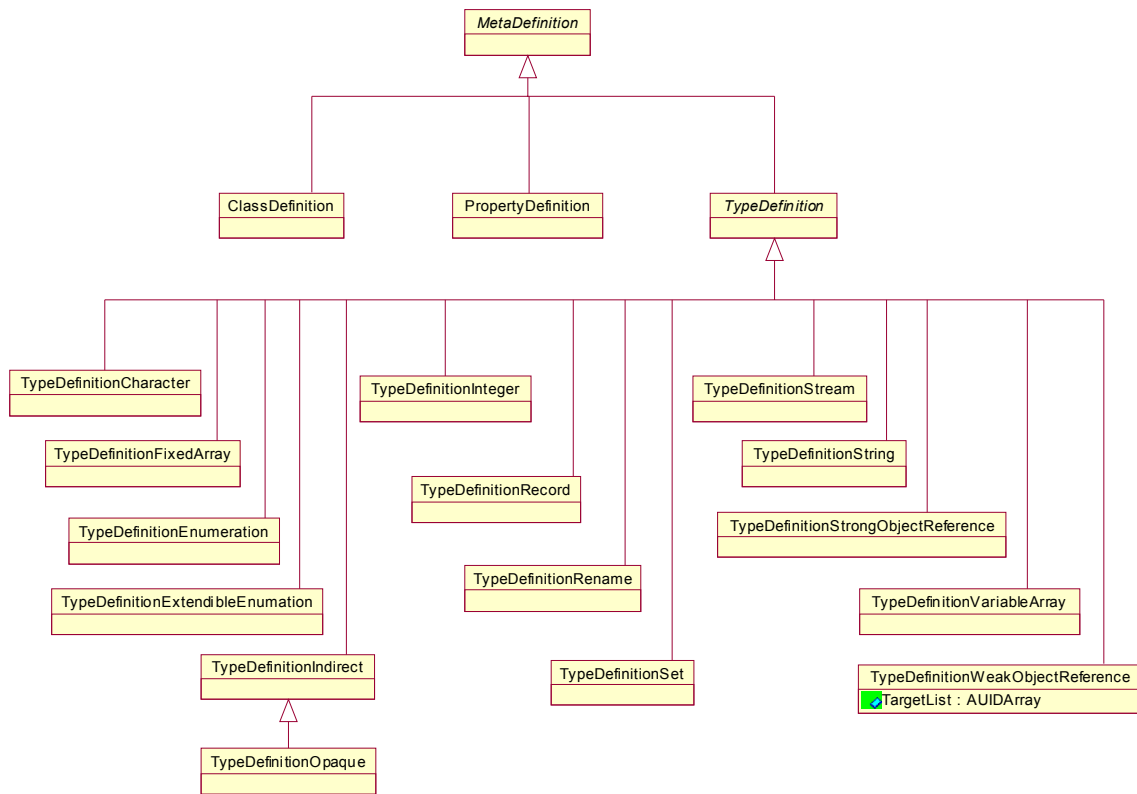 MetaDefinition
ClassDefinition
PropertyDefinition
TypeDefinition
TypeDefinitionCharacter
TypeDefinitionInteger
TypeDefinitionStream
TypeDefinitionFixedArray
TypeDefinitionString
TypeDefinitionRecord
TypeDefinitionEnumeration
TypeDefinitionStrongObjectReference
TypeDefinitionRename
TypeDefinitionExtendibleEnumation
TypeDefinitionVariableArray
TypeDefinitionIndirect
TypeDefinitionSet
TypeDefinitionWeakObjectReference
TargetList : AUIDArray
TypeDefinitionOpaque